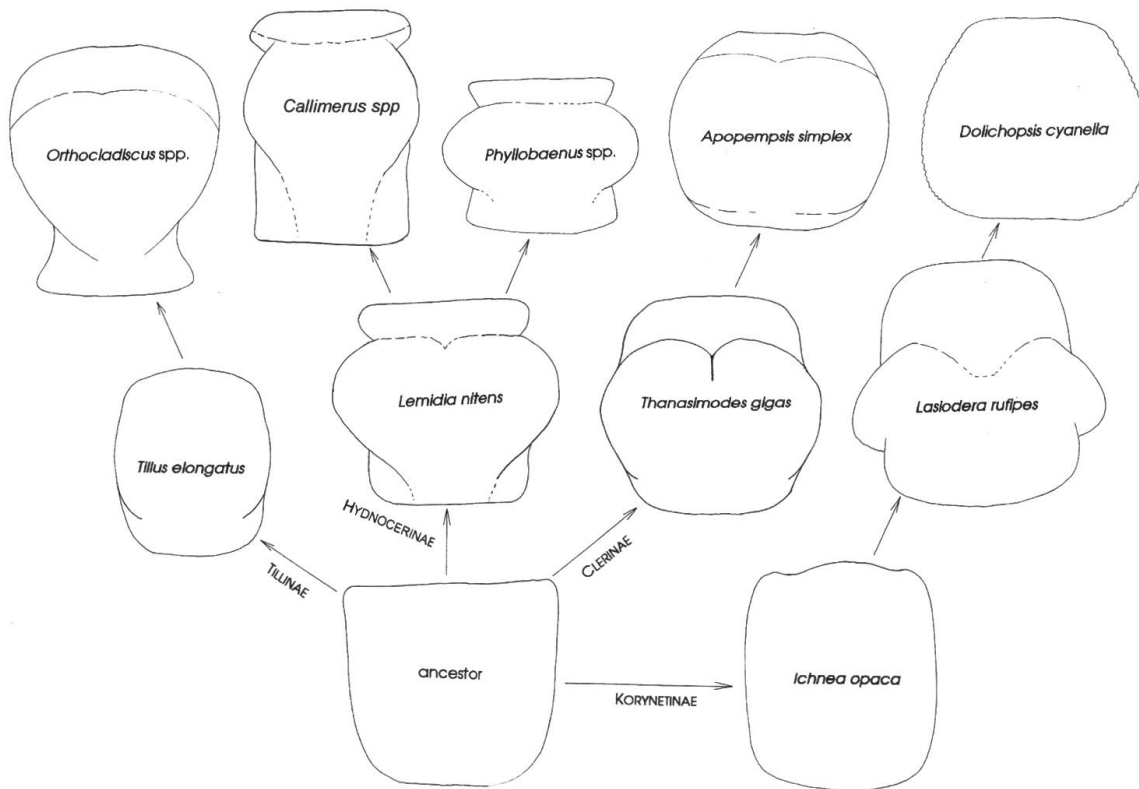 Callimerus spp
Orthocladiscus spp.
Phyllobaenus spp.
Apopempsis simplex
Dolichopsis cyanella
Tillus elongatus
Lemidia nitens
Thanasimodes gigas
Lasiodera rufipes
HYDNOCERINAE
TILLINAE
CLERINAE
ancestor
KORYNETINAE
Ichnea opaca